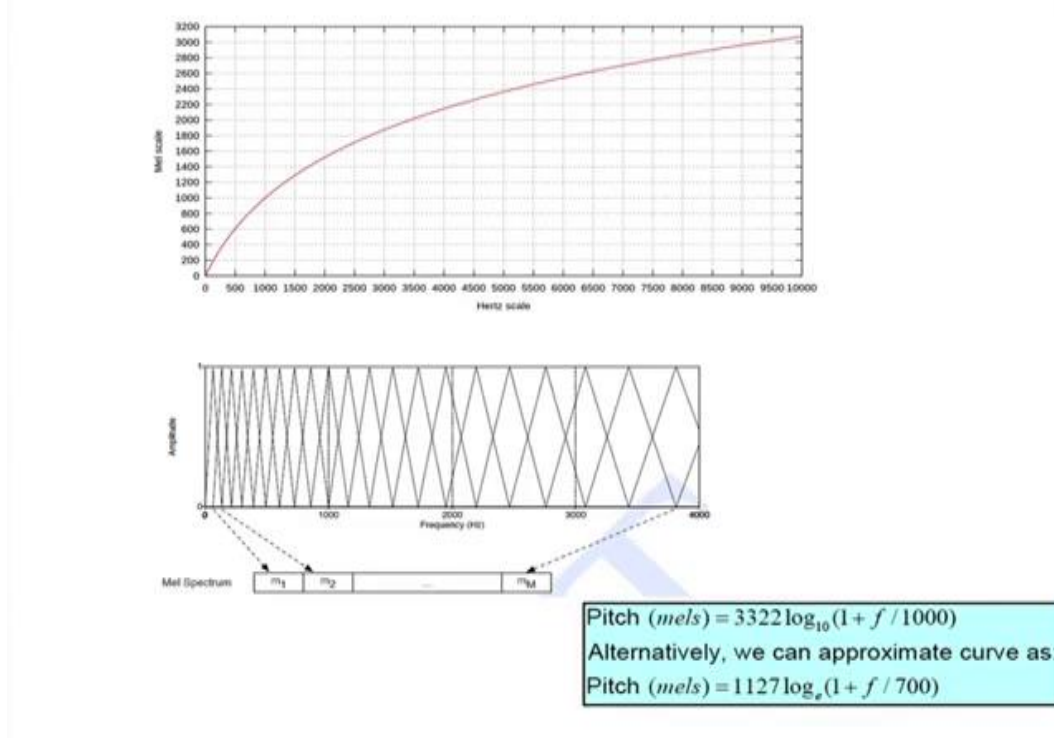 3200
3000
2800
2600
2400
2200
2000
1800
1600
1400
1200
1000
800
600
400
200
0
Mel scale
0 500 1000 1500 2000 2500 3000 3500 4000 4500 5000 5500 6000 6500 7000 7500 8000 8500 9000 9500 10000
Hertz scale
1
Amplitude
0
0 1000 2000 3000 4000
Frequency (Hz)
Mel Spectrum m1 m2 ... mM
Pitch (mels) = 3322 log10 (1 + f / 1000)
Alternatively, we can approximate curve as
Pitch (mels) = 1127 loge (1 + f / 700)